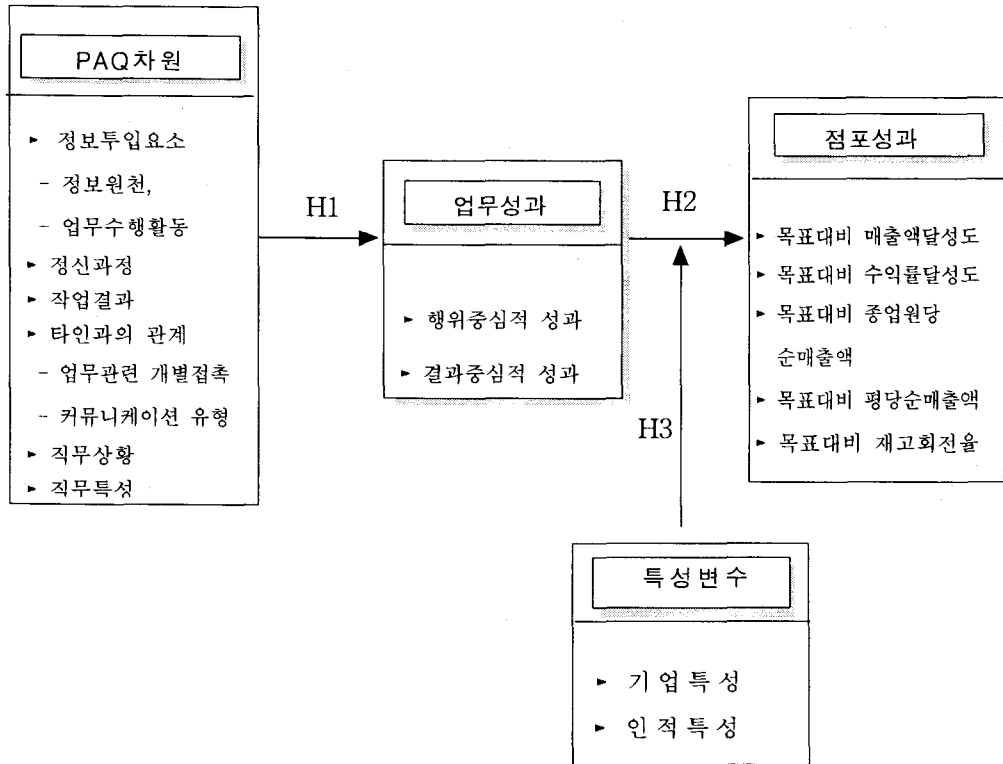 PAQ차원
► 정보투입요소
- 정보원천,
- 업무수행활동
► 정신과정
► 작업결과
► 타인과의 관계
- 업무관련 개별접촉
- 커뮤니케이션 유형
► 직무상황
► 직무특성
H1
업무성과
► 행위중심적 성과
► 결과중심적 성과
H2
점포성과
► 목표대비 매출액달성도
► 목표대비 수익률달성도
► 목표대비 종업원당
순매출액
► 목표대비 평당순매출액
► 목표대비 재고회전율
H3
특성변수
► 기업특성
► 인적특성